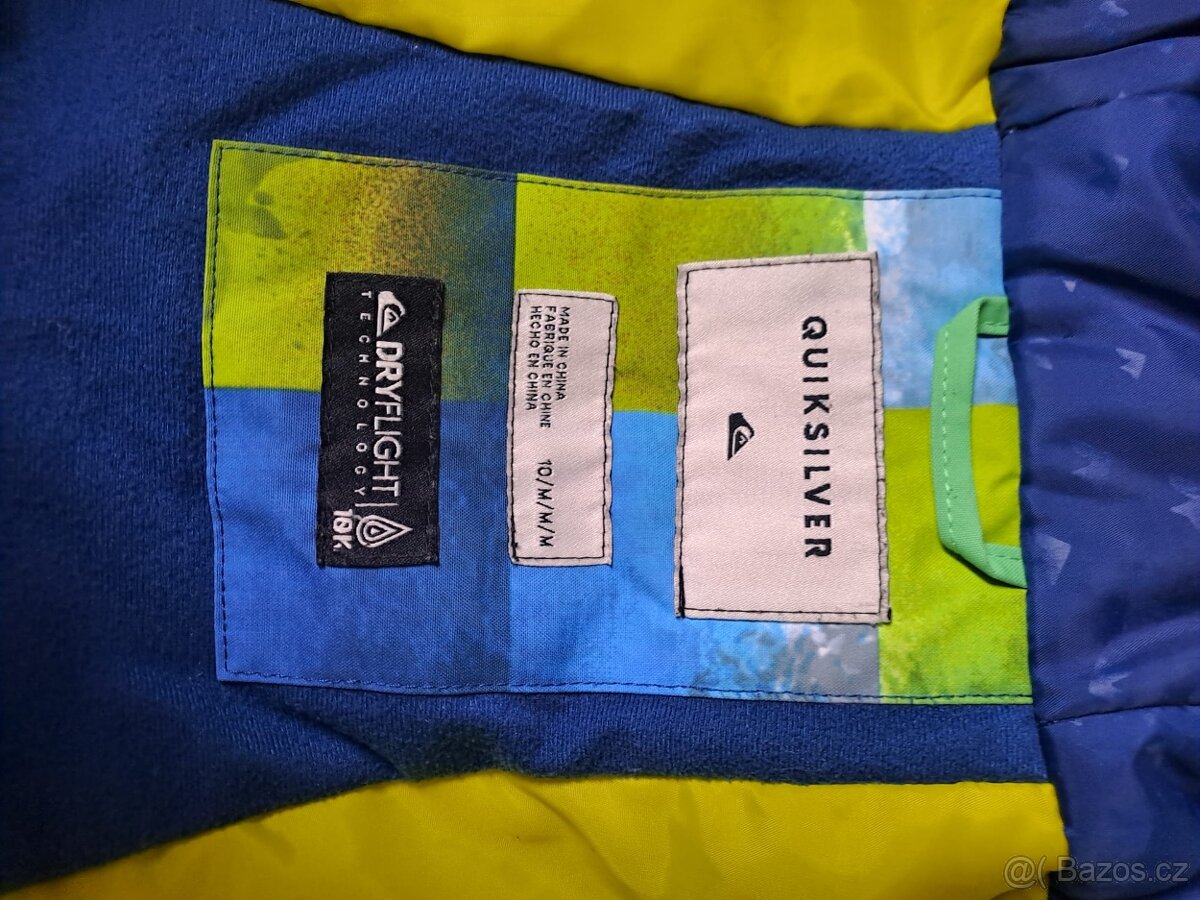 QUIKSILVER
MADE IN CHINA
FABRIQUE EN CHINE
HECHO EN CHINA
10/M/M/M
DRYFLIGHT
TECHNOLOGY
10K
@( Bazos.cz